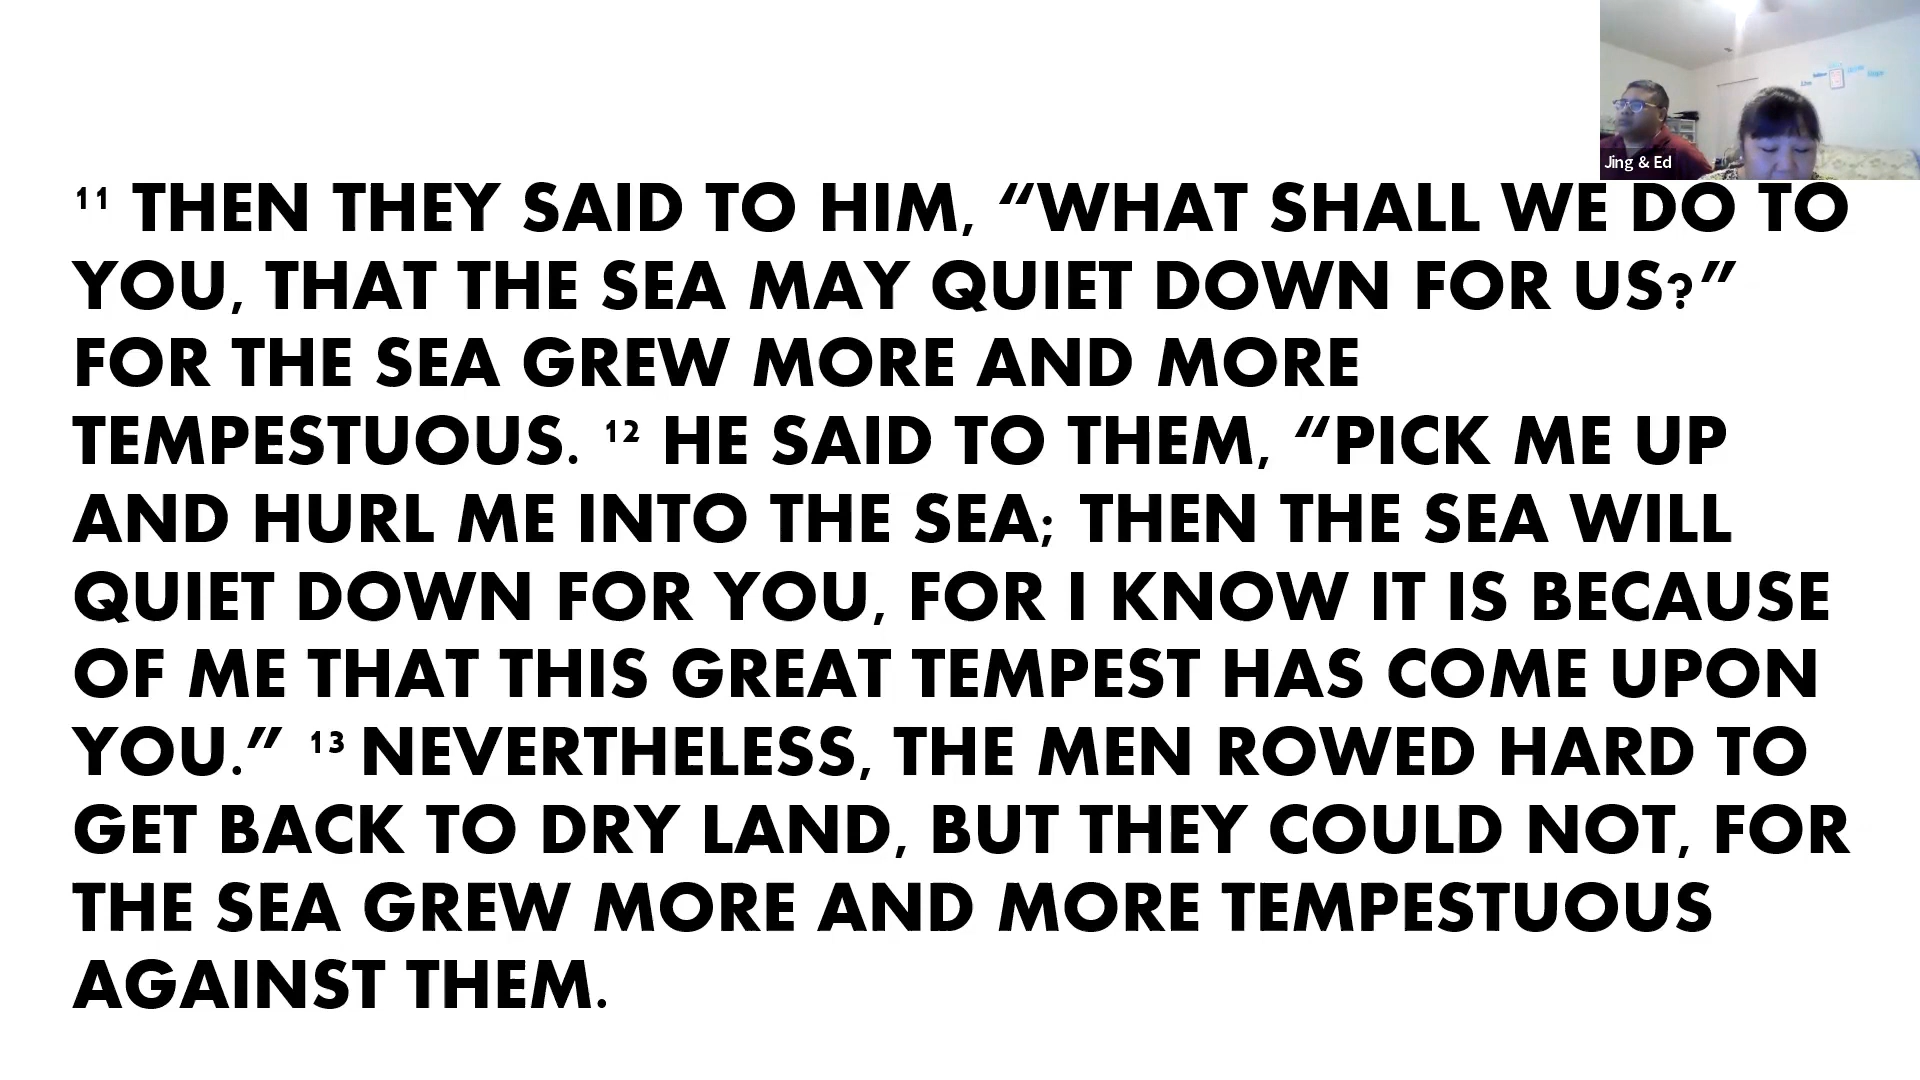 Jing & Ed
¹¹ THEN THEY SAID TO HIM, “WHAT SHALL WE DO TO
YOU, THAT THE SEA MAY QUIET DOWN FOR US?”
FOR THE SEA GREW MORE AND MORE
TEMPESTUOUS. ¹² HE SAID TO THEM, “PICK ME UP
AND HURL ME INTO THE SEA; THEN THE SEA WILL
QUIET DOWN FOR YOU, FOR I KNOW IT IS BECAUSE
OF ME THAT THIS GREAT TEMPEST HAS COME UPON
YOU.” ¹³ NEVERTHELESS, THE MEN ROWED HARD TO
GET BACK TO DRY LAND, BUT THEY COULD NOT, FOR
THE SEA GREW MORE AND MORE TEMPESTUOUS
AGAINST THEM.